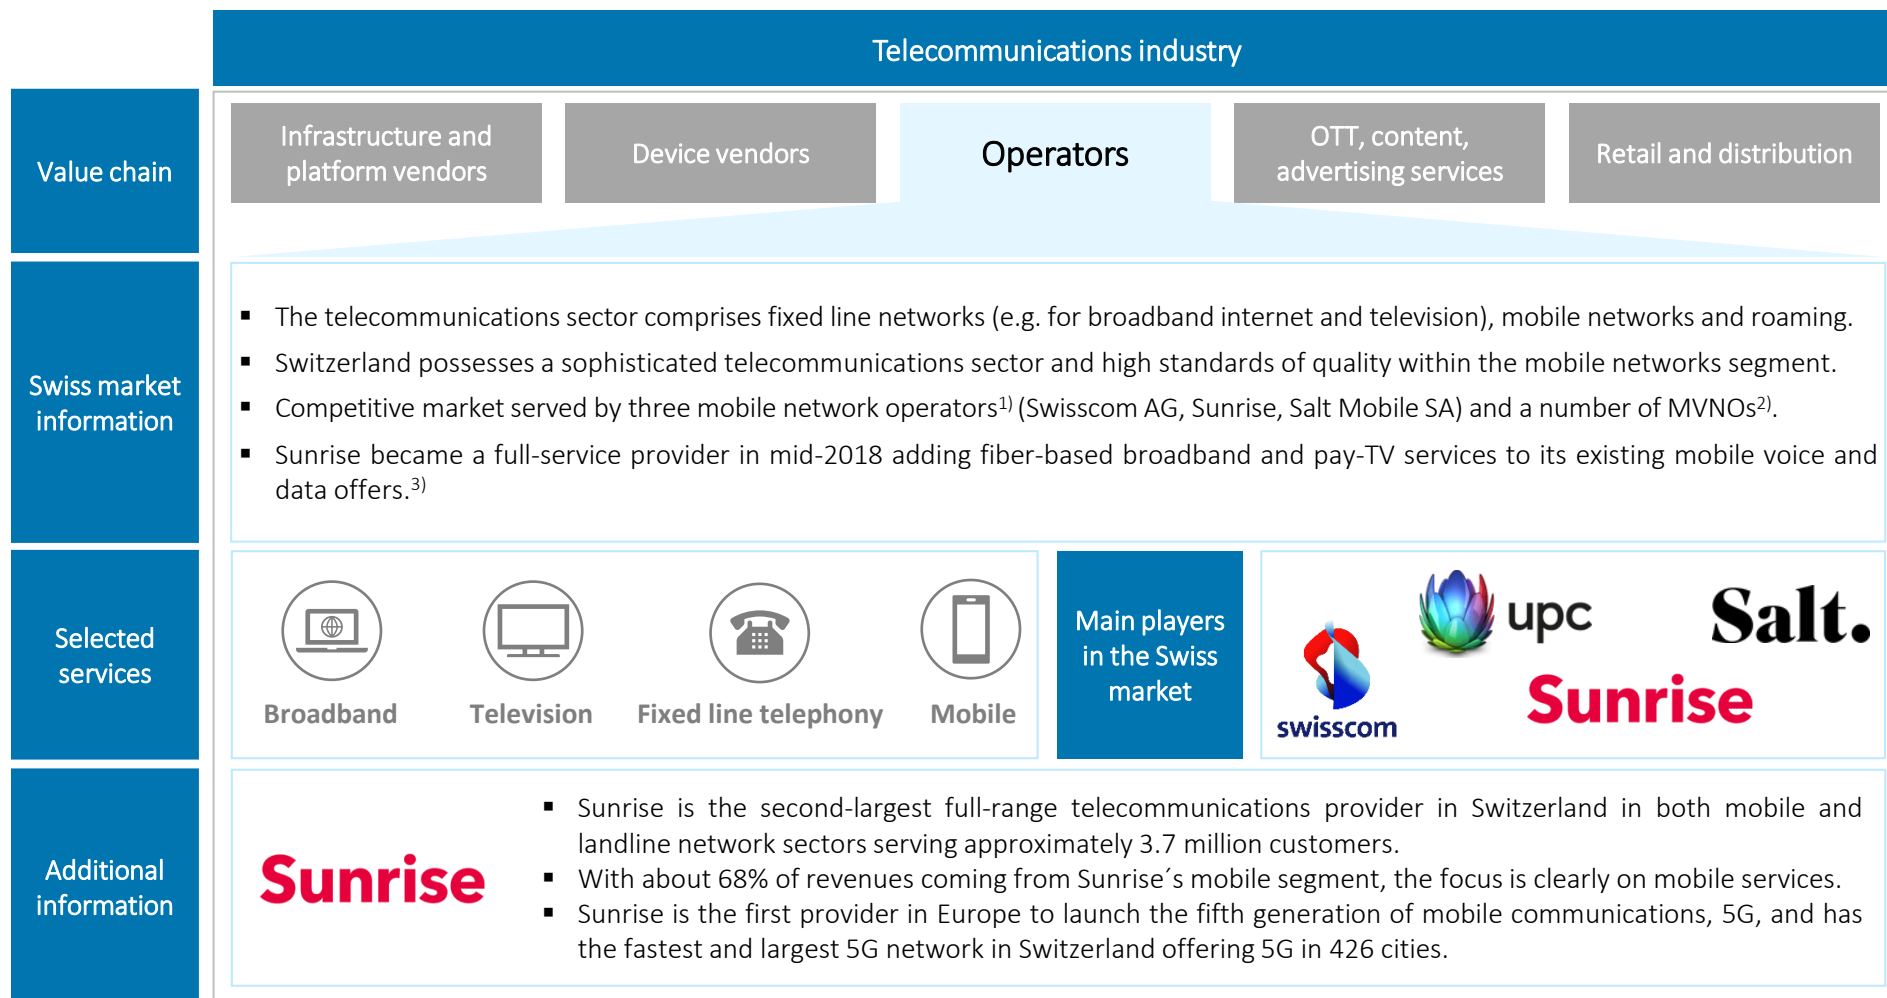 Telecommunications industry
Value chain
Infrastructure and
platform vendors
Device vendors
Operators
OTT, content,
advertising services
Retail and distribution
Swiss market
information
▪ The telecommunications sector comprises fixed line networks (e.g. for broadband internet and television), mobile networks and roaming.
▪ Switzerland possesses a sophisticated telecommunications sector and high standards of quality within the mobile networks segment.
▪ Competitive market served by three mobile network operators1) (Swisscom AG, Sunrise, Salt Mobile SA) and a number of MVNOs2).
▪ Sunrise became a full-service provider in mid-2018 adding fiber-based broadband and pay-TV services to its existing mobile voice and
data offers.3)
Selected
services
Broadband
Television
Fixed line telephony
Mobile
Main players
in the Swiss
market
swisscom
upc
Salt.
Sunrise
Additional
information
Sunrise
▪ Sunrise is the second-largest full-range telecommunications provider in Switzerland in both mobile and
landline network sectors serving approximately 3.7 million customers.
▪ With about 68% of revenues coming from Sunrise´s mobile segment, the focus is clearly on mobile services.
▪ Sunrise is the first provider in Europe to launch the fifth generation of mobile communications, 5G, and has
the fastest and largest 5G network in Switzerland offering 5G in 426 cities.